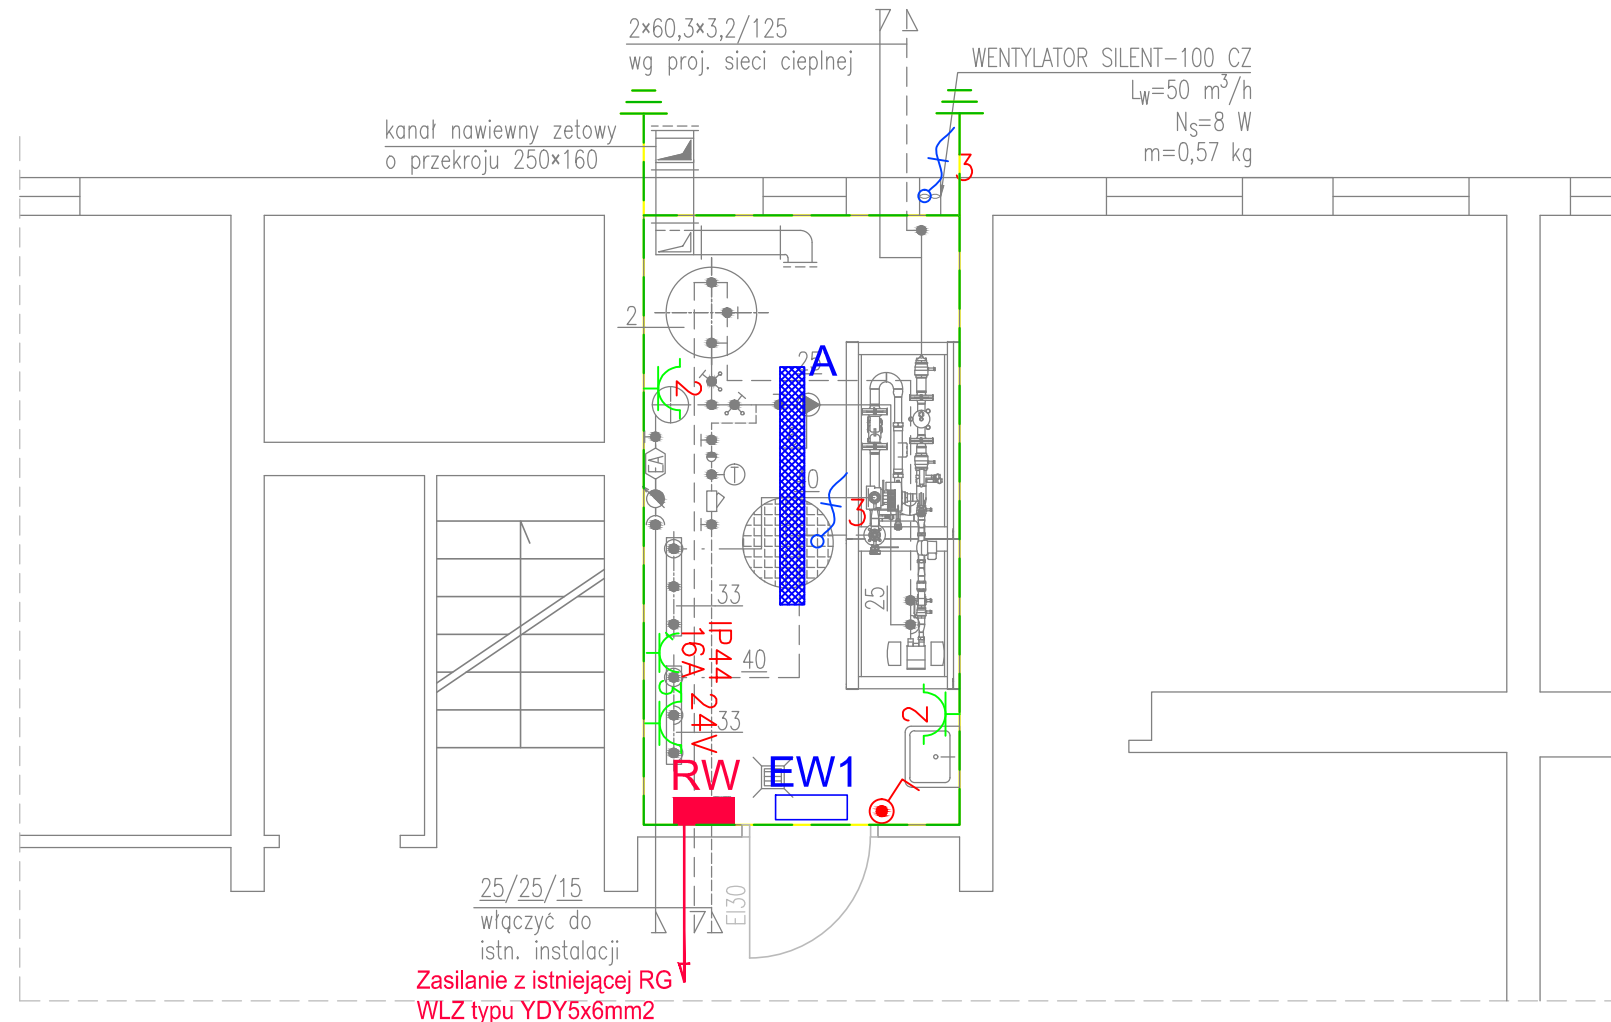 2×60,3×3,2/125
wg proj. sieci cieplnej
WENTYLATOR SILENT-100 CZ
LW=50 m³/h
NS=8 W
m=0,57 kg
kanał nawiewny zetowy
o przekroju 250×160
3
2
A
2
T
EA
3
33
25
IP44
16A 24V
40
33
2
RW
EW1
25/25/15
włączyć do
istn. instalacji
EI30
Zasilanie z istniejącej RG
WLZ typu YDY5x6mm2